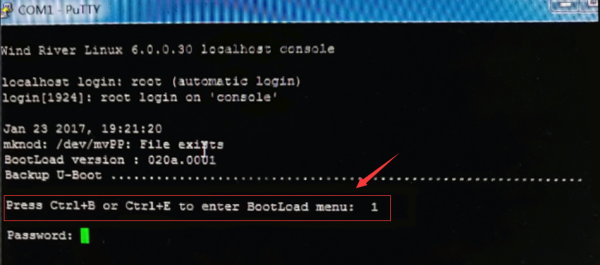 COM1 - PuTTY
Wind River Linux 6.0.0.30 localhost console
localhost login: root (automatic login)
login[1924]: root login on 'console'
Jan 23 2017, 19:21:20
mknod: /dev/mvPP: File exists
BootLoad version : 020a.0001
Backup U-Boot ................................................................
Press Ctrl+B or Ctrl+E to enter BootLoad menu:  1
Password: